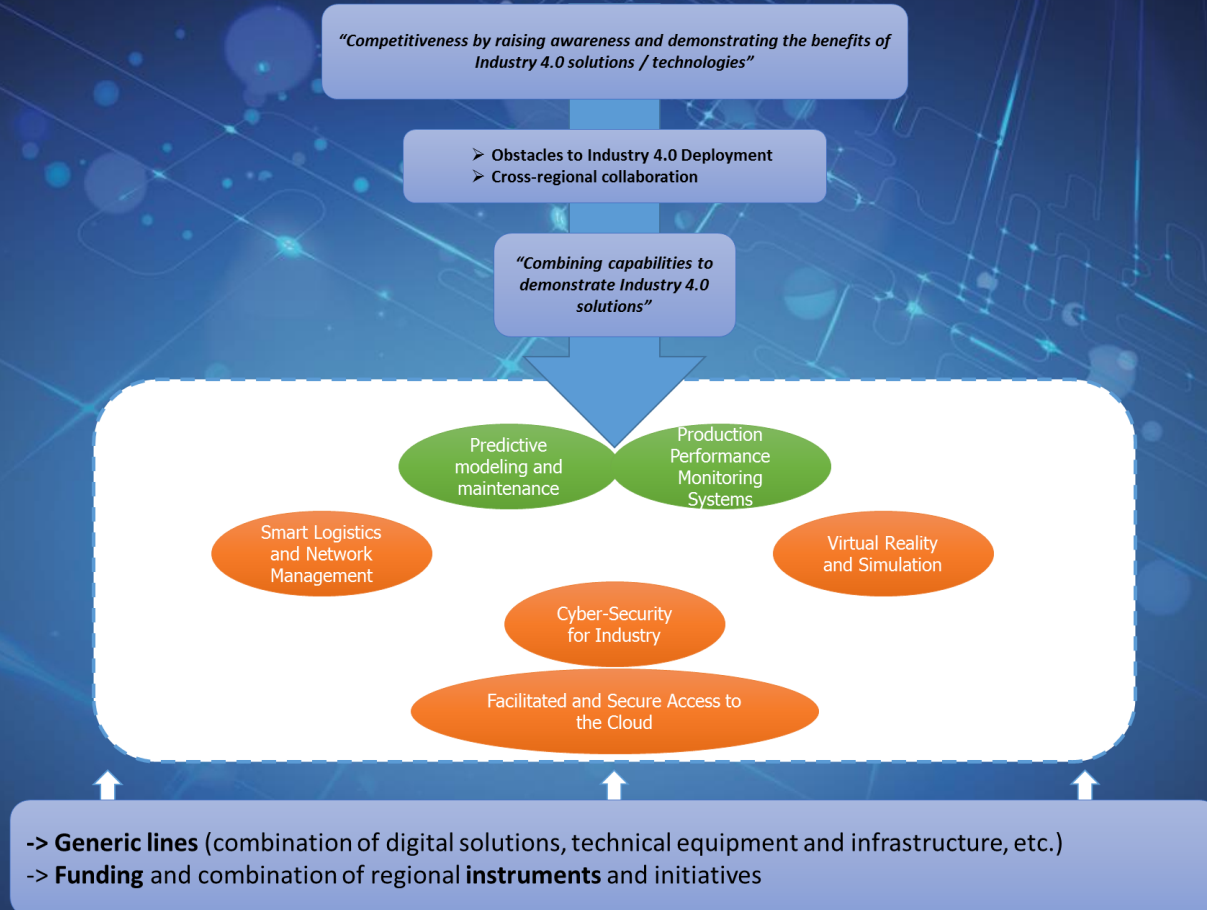 “Competitiveness by raising awareness and demonstrating the benefits of
Industry 4.0 solutions / technologies”
➢ Obstacles to Industry 4.0 Deployment
➢ Cross-regional collaboration
“Combining capabilities to
demonstrate Industry 4.0
solutions”
Predictive
modeling and
maintenance
Production
Performance
Monitoring
Systems
Smart Logistics
and Network
Management
Virtual Reality
and Simulation
Cyber-Security
for Industry
Facilitated and Secure Access to
the Cloud
-> Generic lines (combination of digital solutions, technical equipment and infrastructure, etc.)
-> Funding and combination of regional instruments and initiatives